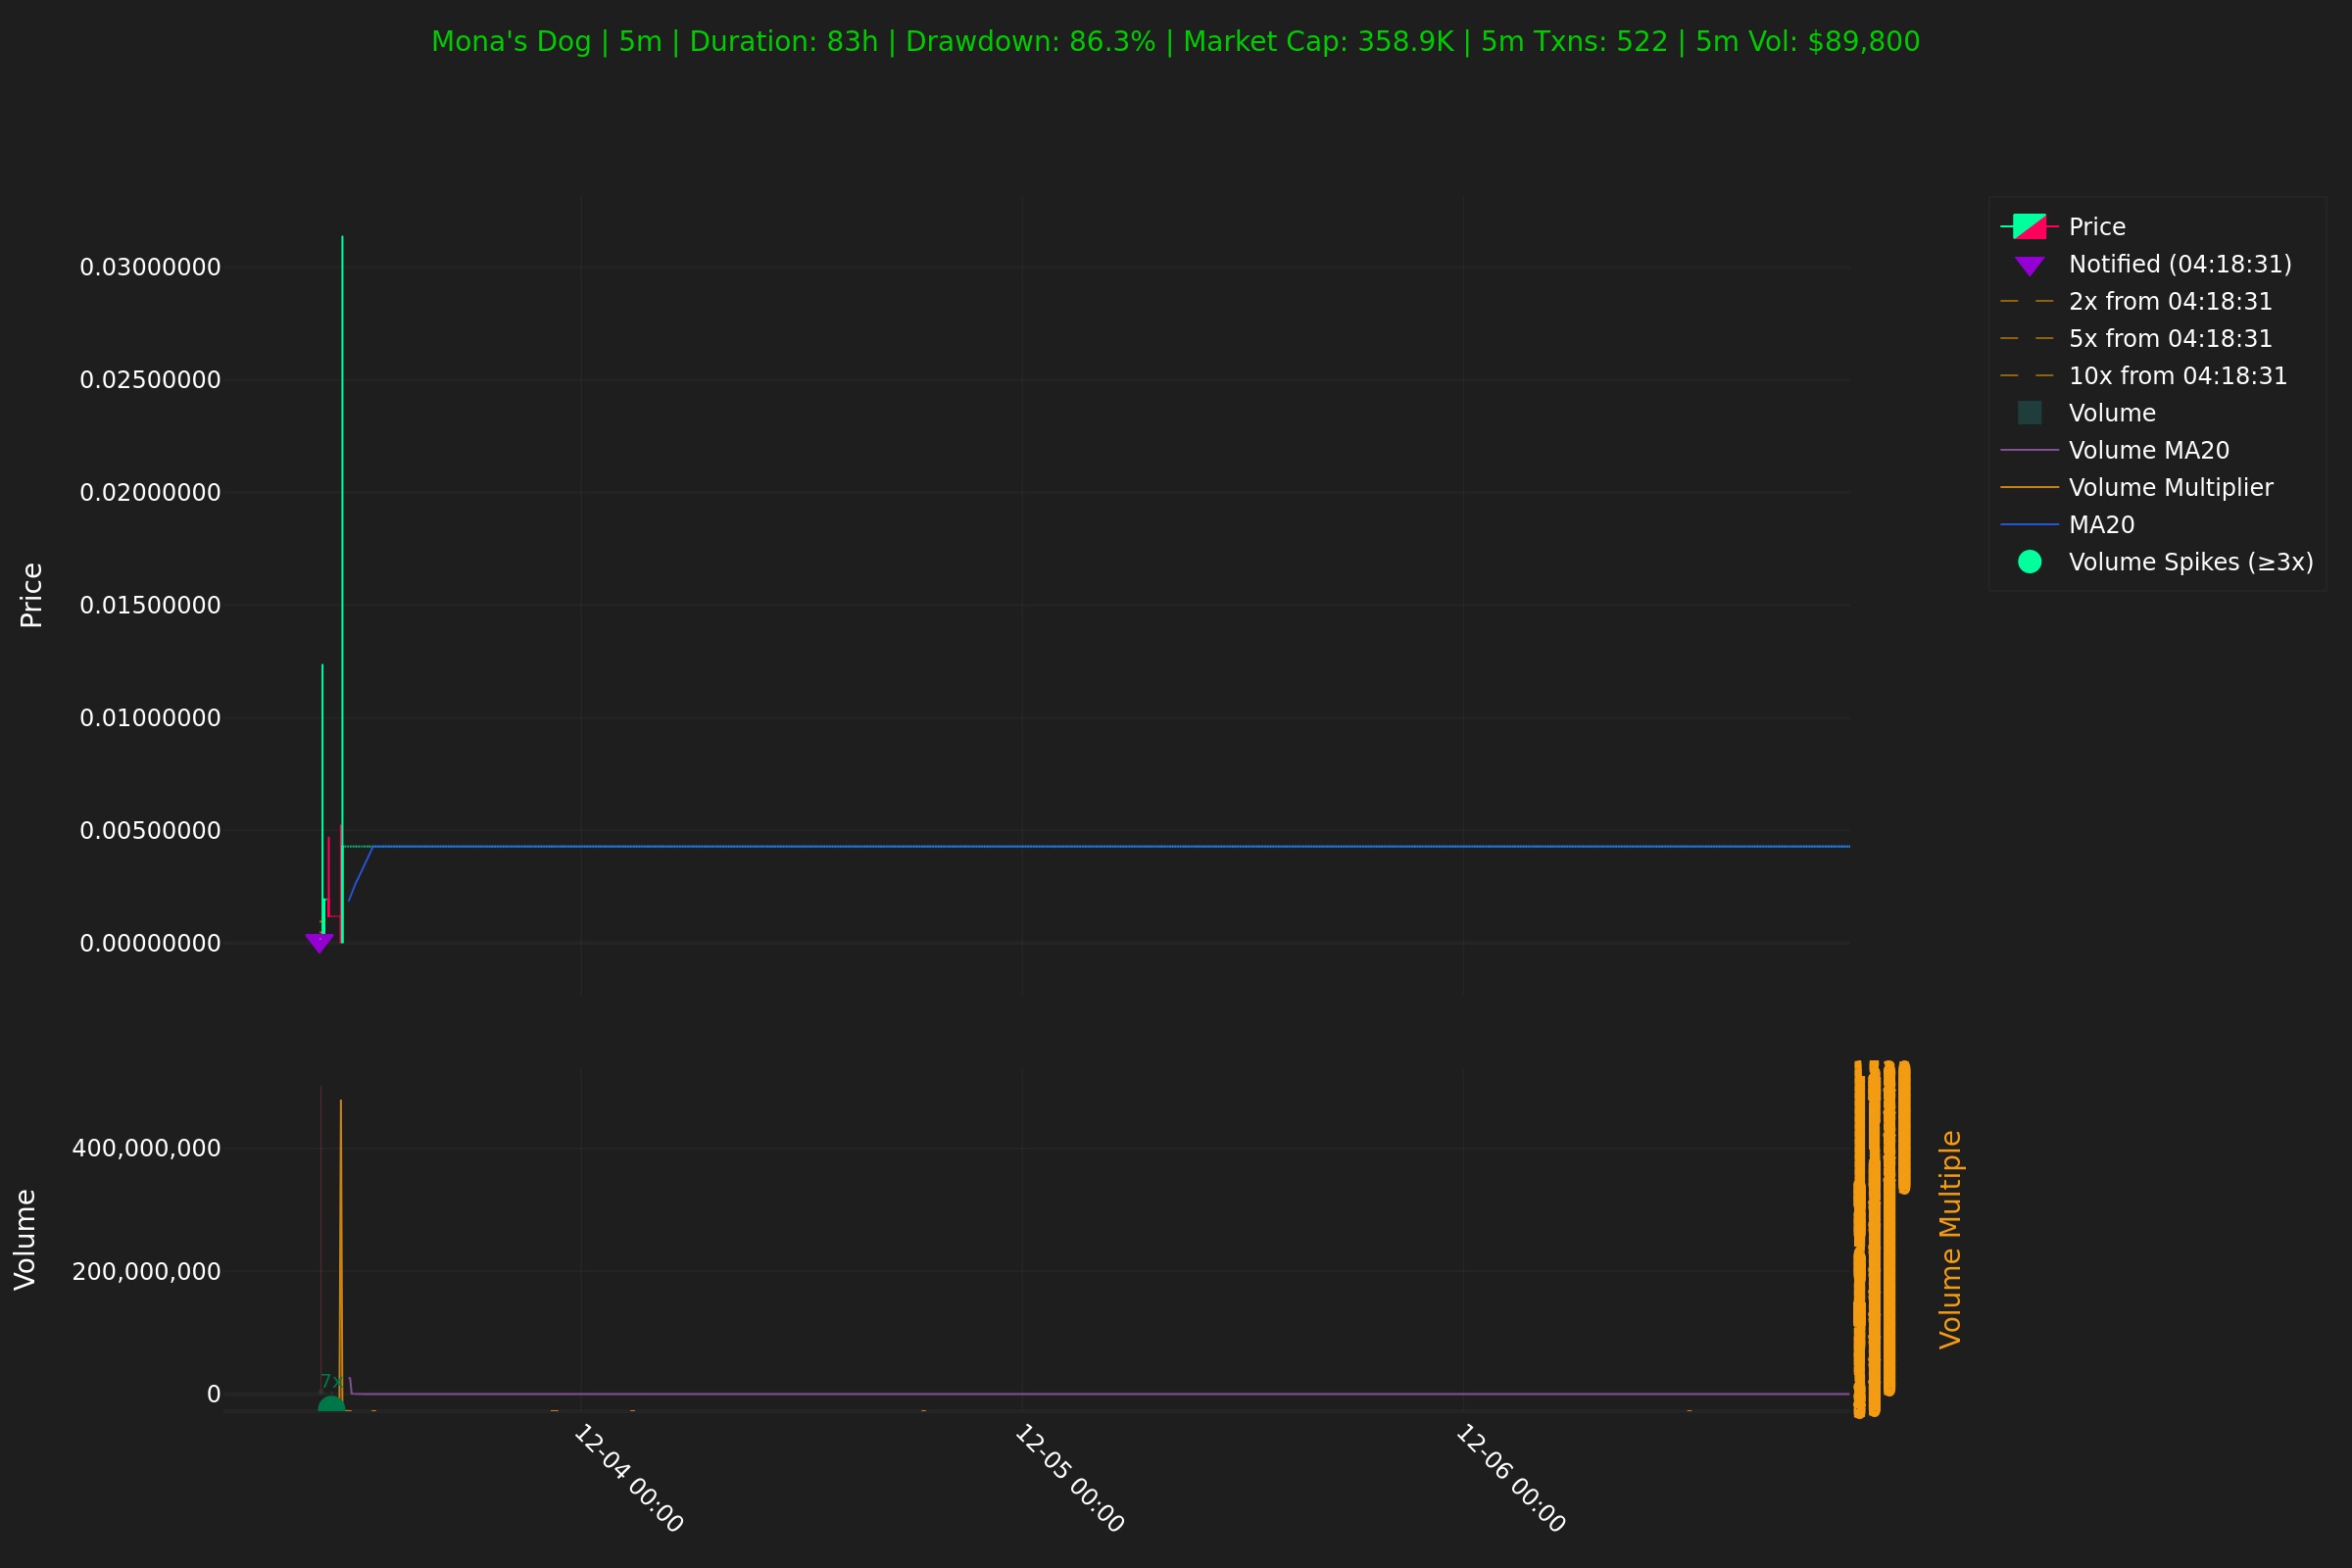 Mona's Dog | 5m | Duration: 83h | Drawdown: 86.3% | Market Cap: 358.9K | 5m Txns: 522 | 5m Vol: $89,800
Price
0.03000000
0.02500000
0.02000000
0.01500000
0.01000000
0.00500000
0.00000000
Price
Notified (04:18:31)
2x from 04:18:31
5x from 04:18:31
10x from 04:18:31
Volume
Volume MA20
Volume Multiplier
MA20
Volume Spikes (≥3x)
Volume
400,000,000
200,000,000
0
7x
Volume Multiple
12-04 00:00
12-05 00:00
12-06 00:00